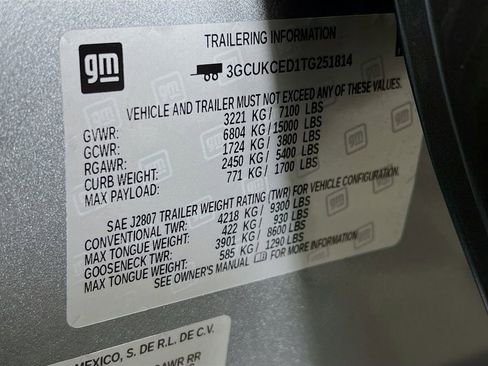 gm
TRAILERING INFORMATION
3GCUKCED1TG251814
VEHICLE AND TRAILER MUST NOT EXCEED ANY OF THESE VALUES.
GVWR: 3221 KG/ 7100 LBS
GCWR: 6804 KG/15000 LBS
RGAWR: 1724 KG/ 3800 LBS
CURB WEIGHT: 2450 KG/ 5400 LBS
MAX PAYLOAD: 771 KG/ 1700 LBS
SAE J2807 TRAILER WEIGHT RATING (TWR) FOR VEHICLE CONFIGURATION.
CONVENTIONAL TWR: 4218 KG/ 9300 LBS
MAX TONGUE WEIGHT: 422 KG/ 930 LBS
GOOSENECK TWR: 3901 KG/ 8600 LBS
MAX TONGUE WEIGHT: 585 KG/ 1290 LBS
SEE OWNER'S MANUAL FOR MORE INFORMATION
MEXICO, S. DE R.L. DE C.V.
GAWR RR